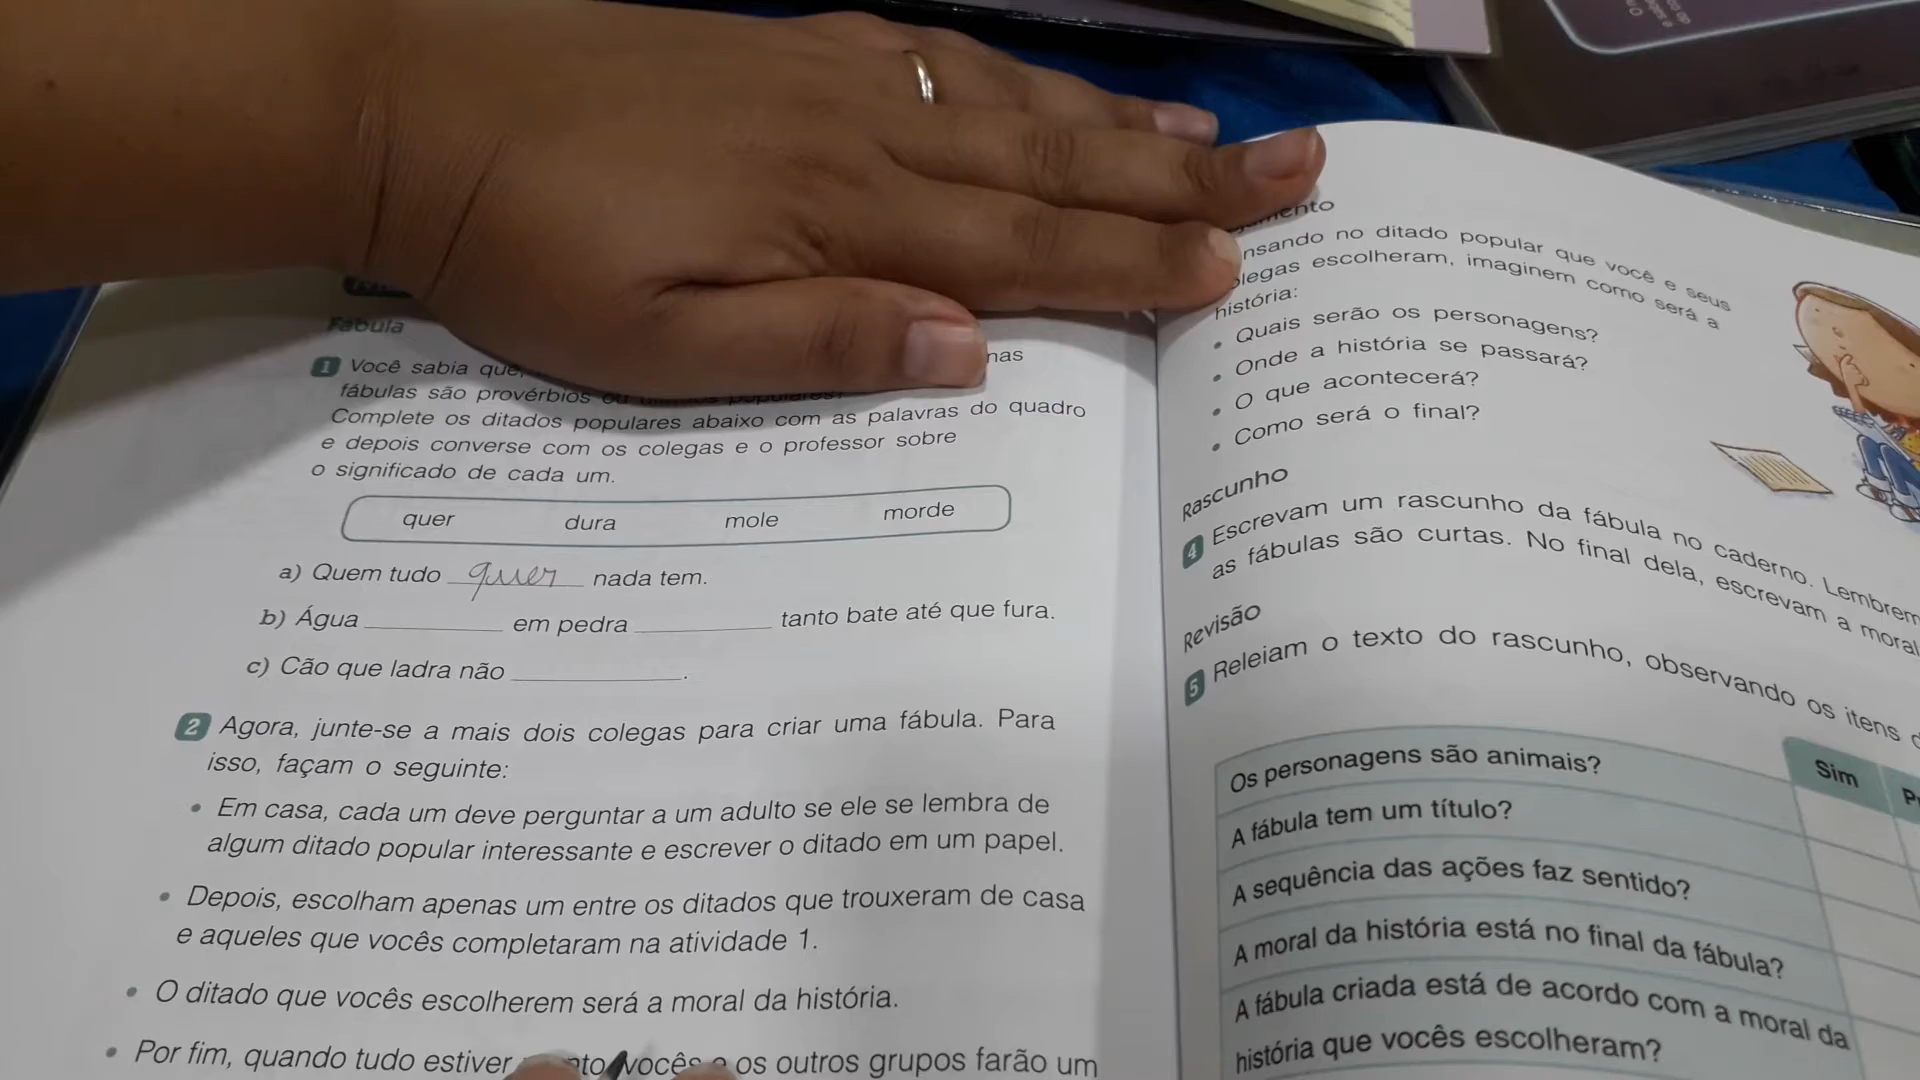 Fábula
1 Você sabia que, nas
fábulas são provérbios ou ditados populares?
Complete os ditados populares abaixo com as palavras do quadro
e depois converse com os colegas e o professor sobre
o significado de cada um.
quer dura mole morde
a) Quem tudo quer nada tem.
b) Água ____ em pedra ____ tanto bate até que fura.
c) Cão que ladra não ____.
2 Agora, junte-se a mais dois colegas para criar uma fábula. Para
isso, façam o seguinte:
• Em casa, cada um deve perguntar a um adulto se ele se lembra de
algum ditado popular interessante e escrever o ditado em um papel.
• Depois, escolham apenas um entre os ditados que trouxeram de casa
e aqueles que vocês completaram na atividade 1.
• O ditado que vocês escolherem será a moral da história.
• Por fim, quando tudo estiver vocês e os outros grupos farão um
nsando no ditado popular que você e seus
olegas escolheram, imaginem como será a
história:
• Quais serão os personagens?
• Onde a história se passará?
• O que acontecerá?
• Como será o final?
Rascunho
4 Escrevam um rascunho da fábula no caderno. Lembrem
as fábulas são curtas. No final dela, escrevam a moral
Revisão
5 Releiam o texto do rascunho, observando os itens
Sim
Os personagens são animais?
A fábula tem um título?
A sequência das ações faz sentido?
A moral da história está no final da fábula?
A fábula criada está de acordo com a moral da
história que vocês escolheram?